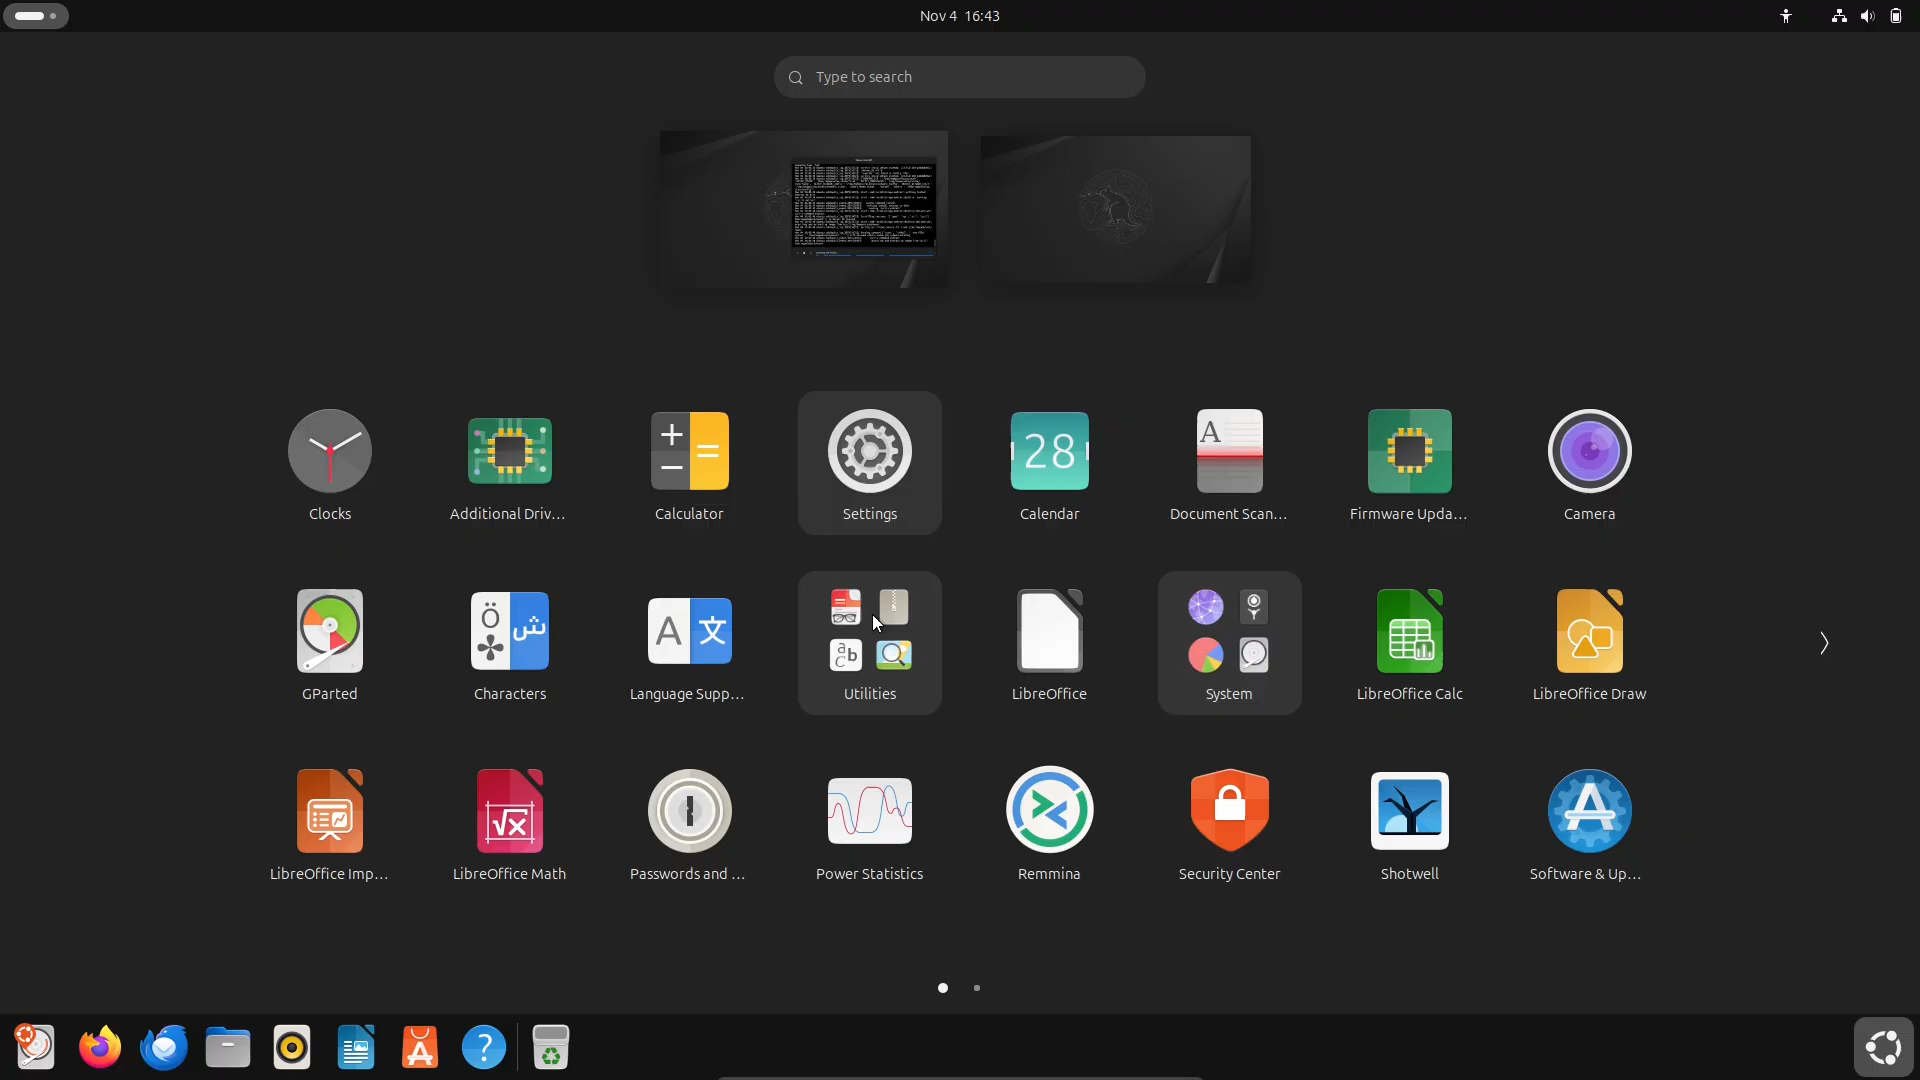 Nov 4 16:43
Type to search
Clocks
Additional Driv...
Calculator
Settings
28
Calendar
A
Document Scan...
Firmware Upda...
Camera
GParted
Ö ش
Characters
A 文
Language Supp...
ab
c
Utilities
LibreOffice
System
LibreOffice Calc
LibreOffice Draw
LibreOffice Imp...
√x
LibreOffice Math
Passwords and ...
Power Statistics
Remmina
Security Center
Shotwell
Software & Up...
?